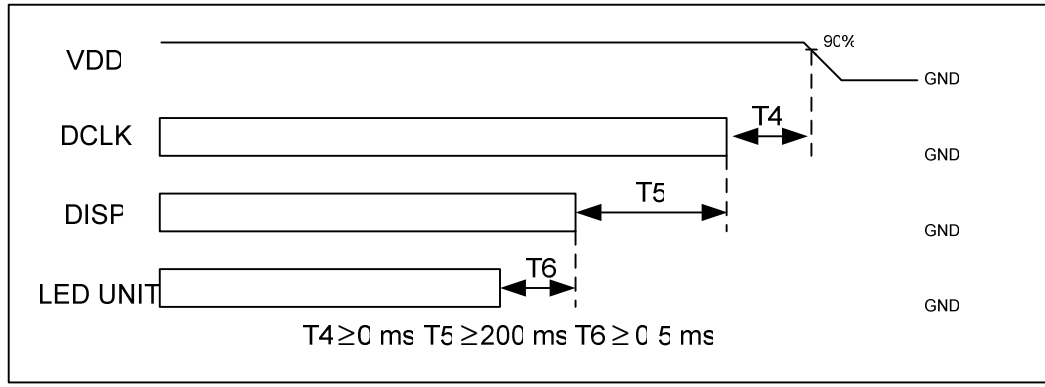 VDD
90%
GND
DCLK
T4
GND
DISP
T5
GND
LED UNIT
T6
GND
T4≥0 ms T5≥200 ms T6≥0 5 ms